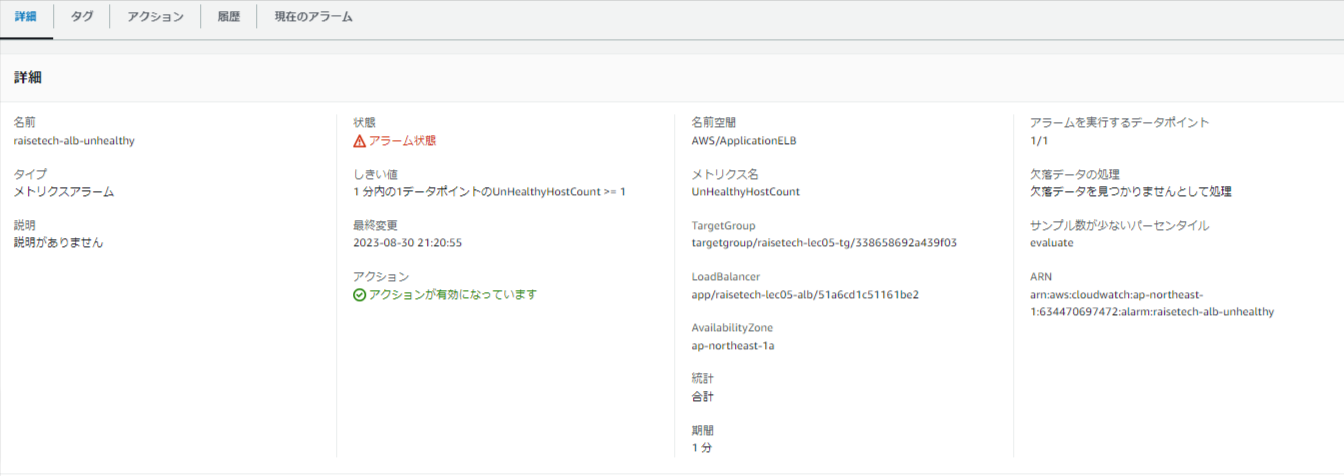 詳細
タグ
アクション
履歴
現在のアラーム
詳細
名前
raisetech-alb-unhealthy
タイプ
メトリクスアラーム
説明
説明がありません
状態
アラーム状態
しきい値
1 分内の1データポイントのUnHealthyHostCount >= 1
最終変更
2023-08-30 21:20:55
アクション
アクションが有効になっています
名前空間
AWS/ApplicationELB
メトリクス名
UnHealthyHostCount
TargetGroup
targetgroup/raisetech-lec05-tg/338658692a439f03
LoadBalancer
app/raisetech-lec05-alb/51a6cd1c51161be2
AvailabilityZone
ap-northeast-1a
統計
合計
期間
1 分
アラームを実行するデータポイント
1/1
欠落データの処理
欠落データを見つかりませんとして処理
サンプル数が少ないパーセンタイル
evaluate
ARN
arn:aws:cloudwatch:ap-northeast-
1:634470697472:alarm:raisetech-alb-unhealthy